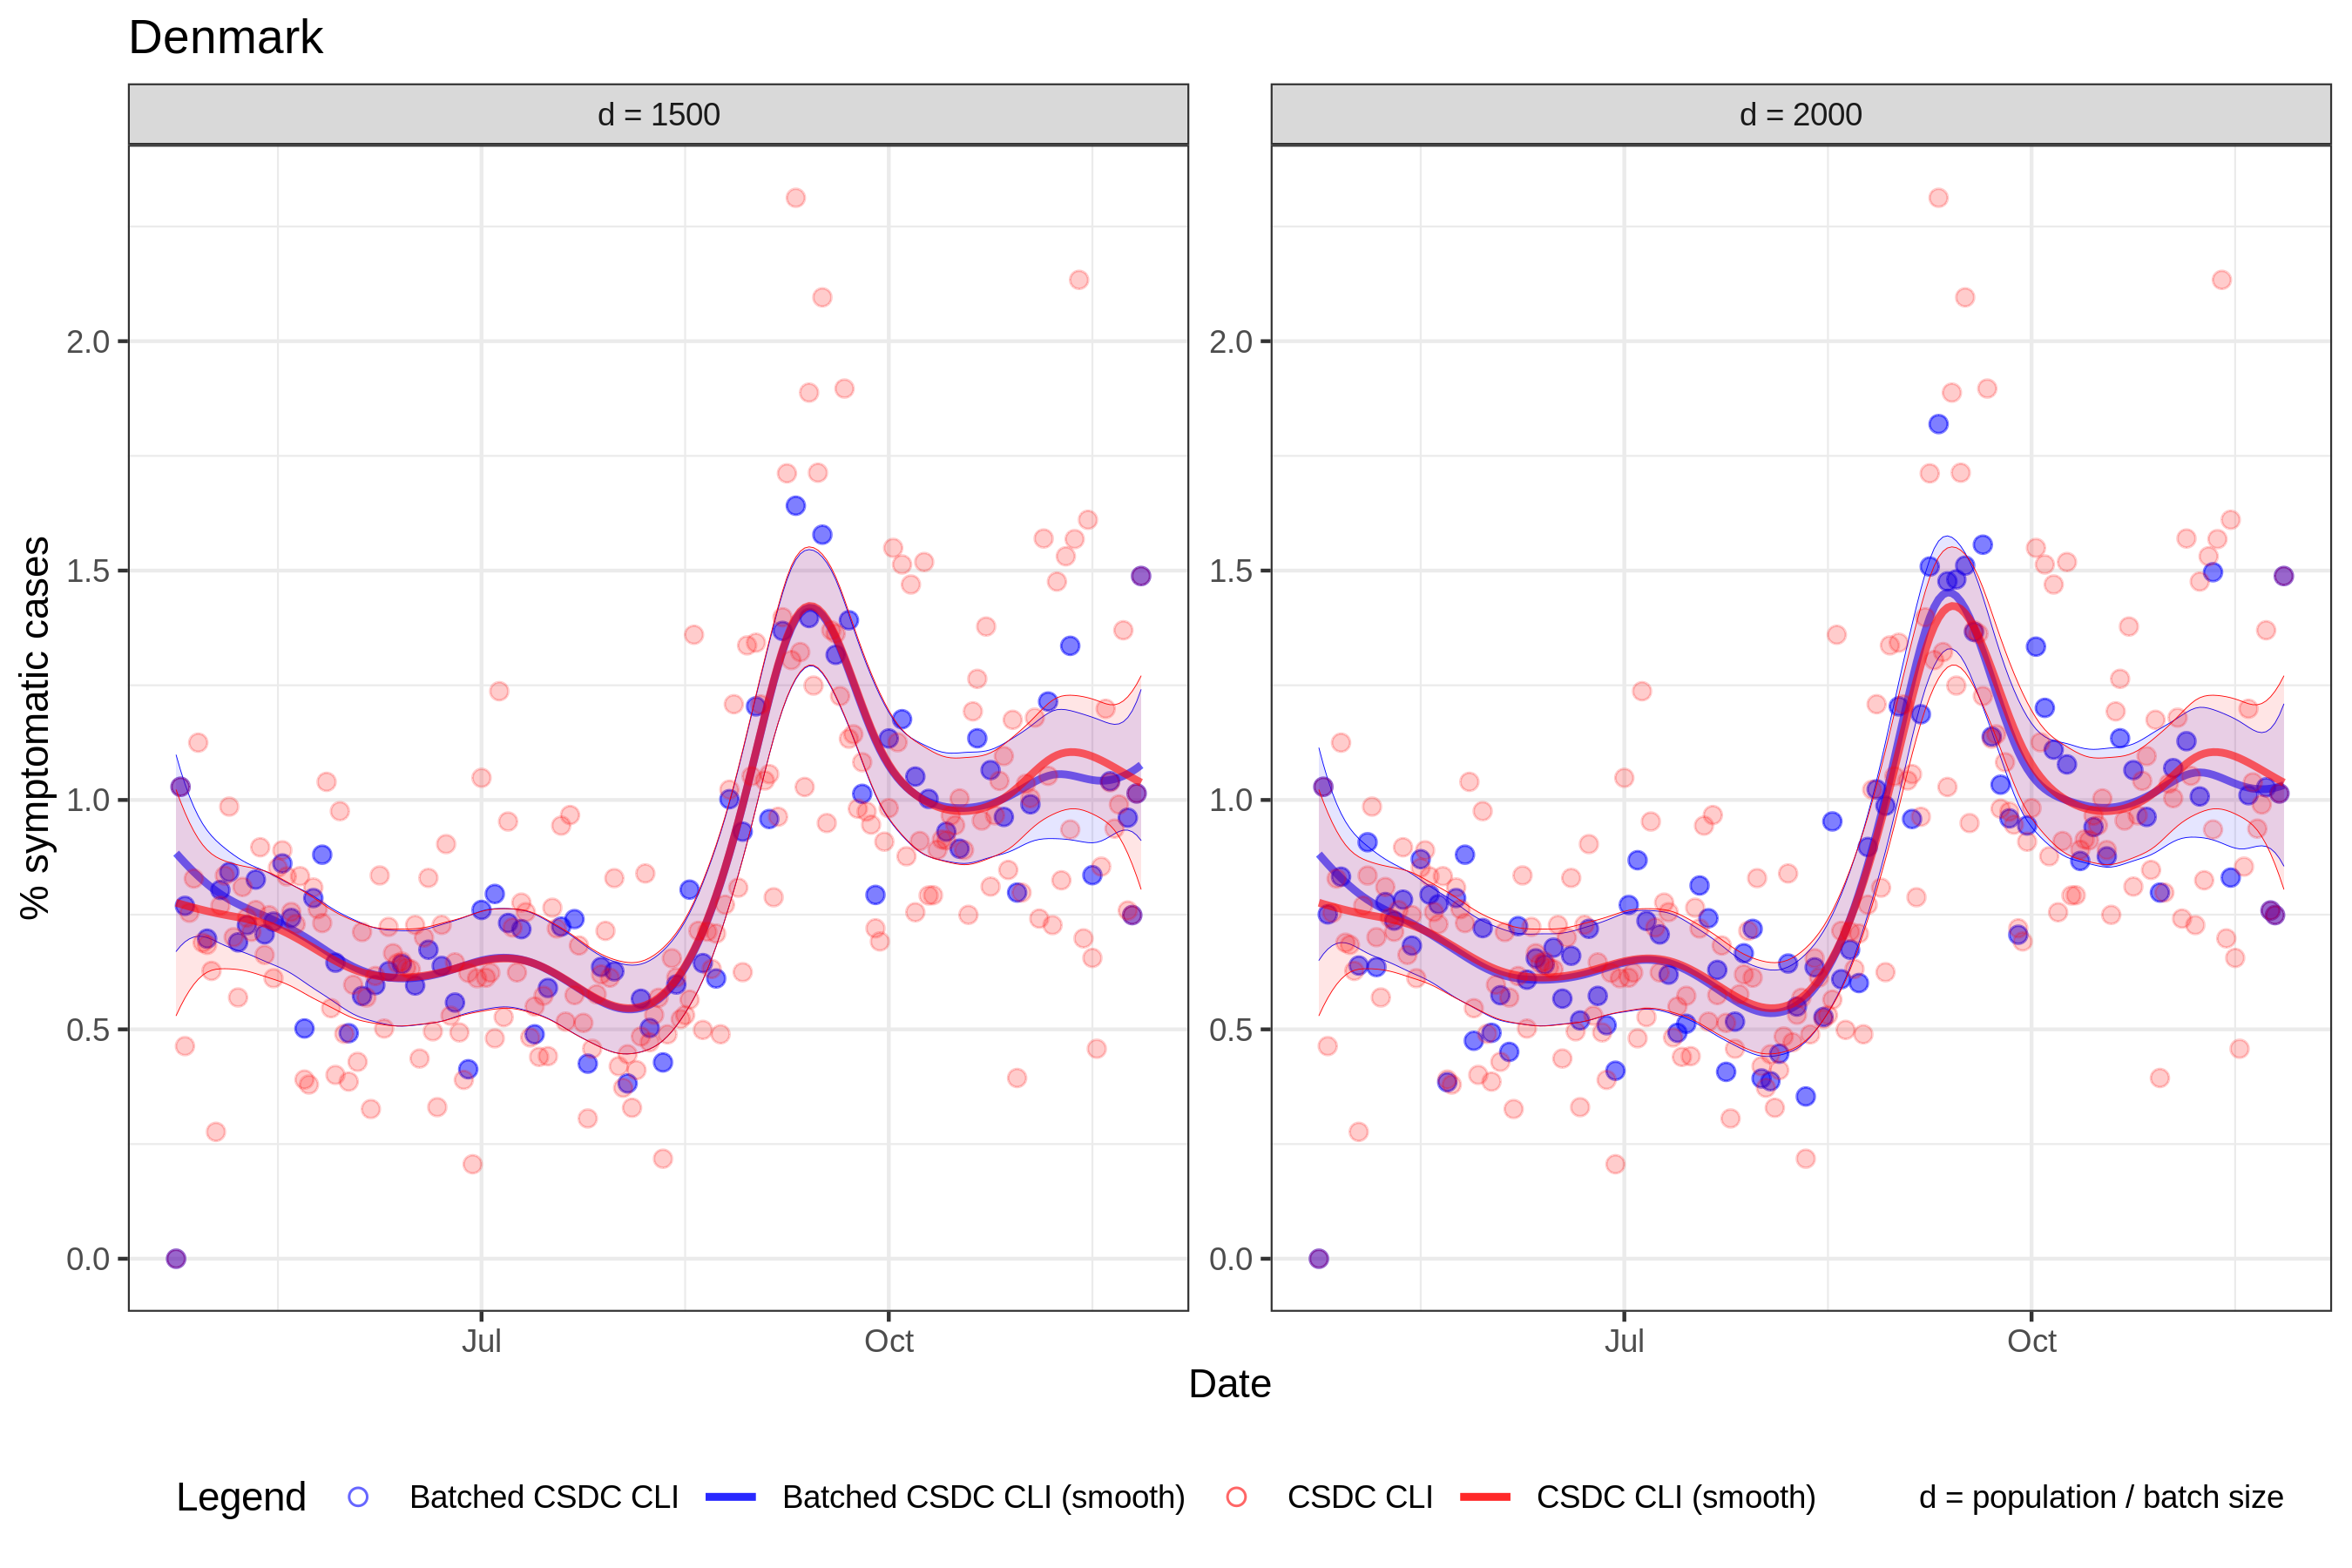 Denmark
d = 1500
d = 2000
% symptomatic cases
2.0
1.5
1.0
0.5
0.0
2.0
1.5
1.0
0.5
0.0
Jul
Oct
Jul
Oct
Date
Legend
Batched CSDC CLI
Batched CSDC CLI (smooth)
CSDC CLI
CSDC CLI (smooth)
d = population / batch size